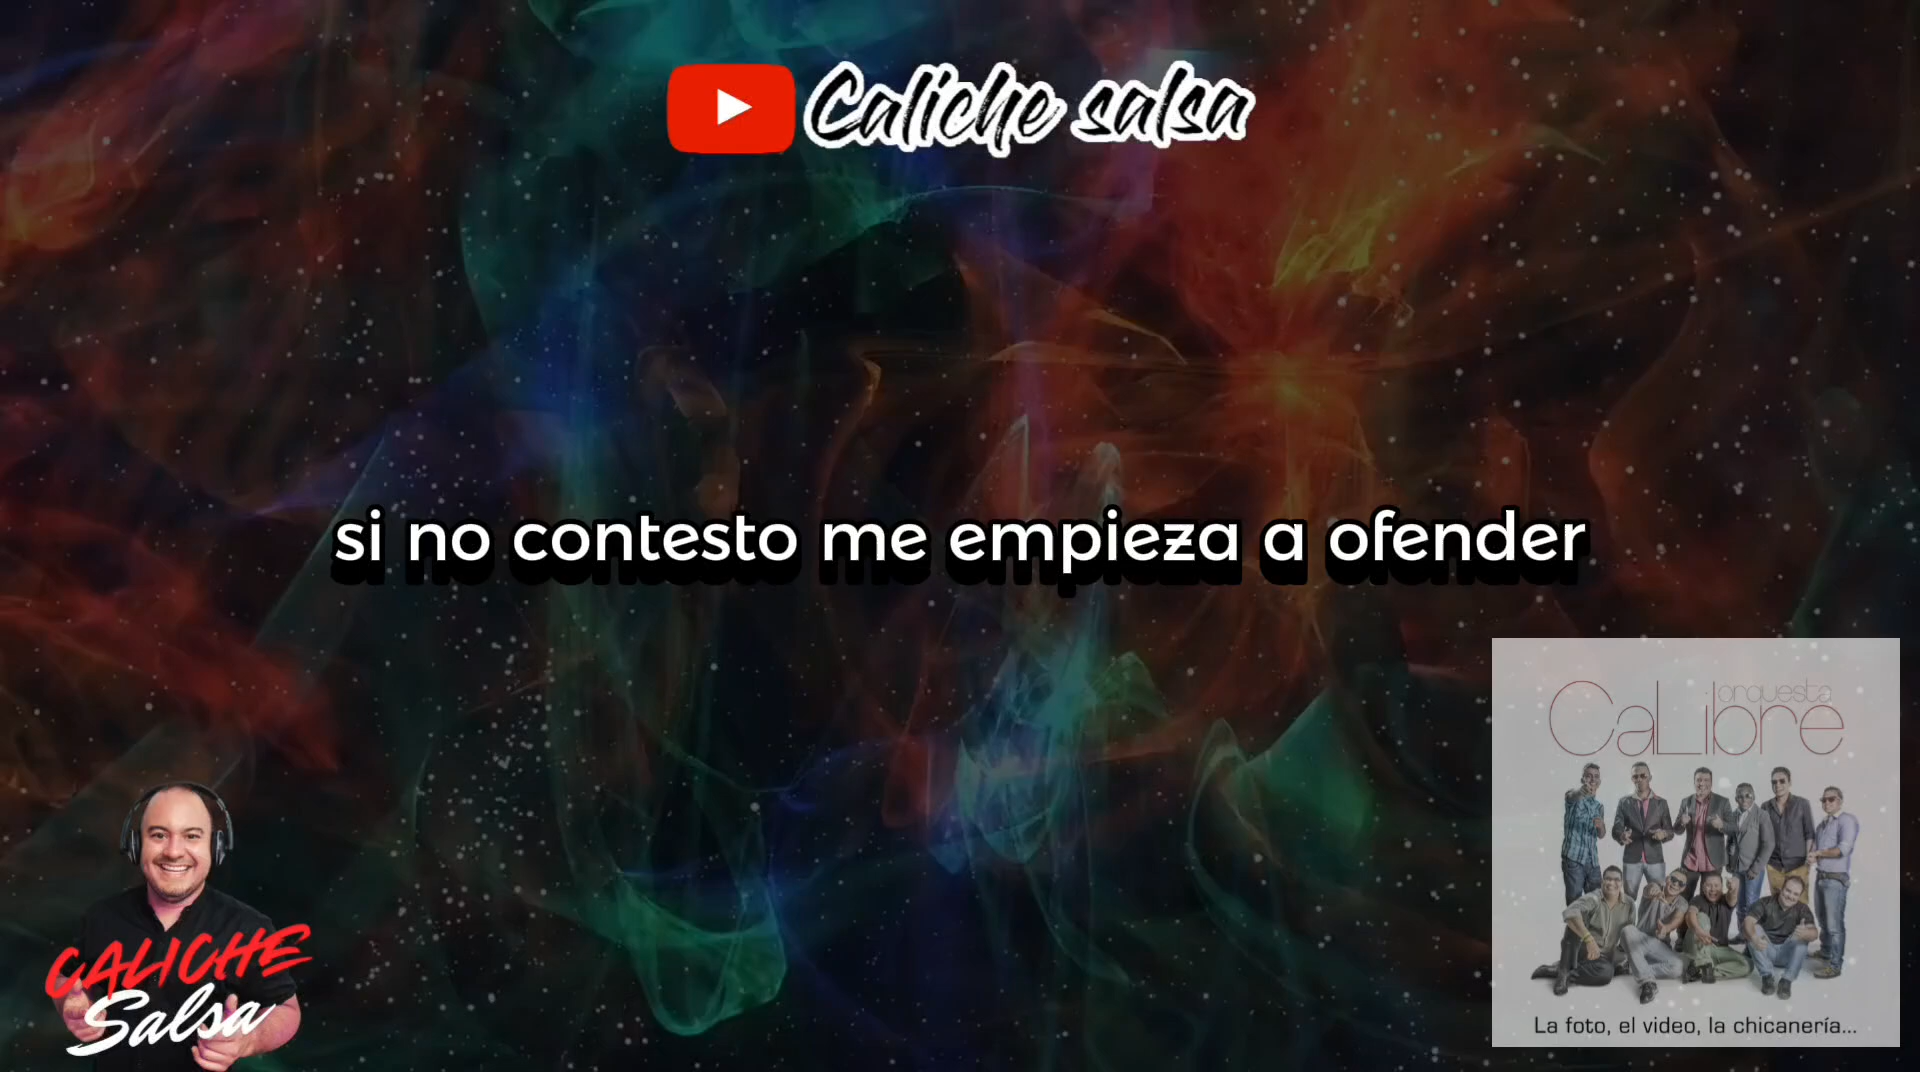 Caliche salsa
si no contesto me empieza a ofender
orquesta
CaLibre
La foto, el video, la chicanería...
CALICHE
Salsa